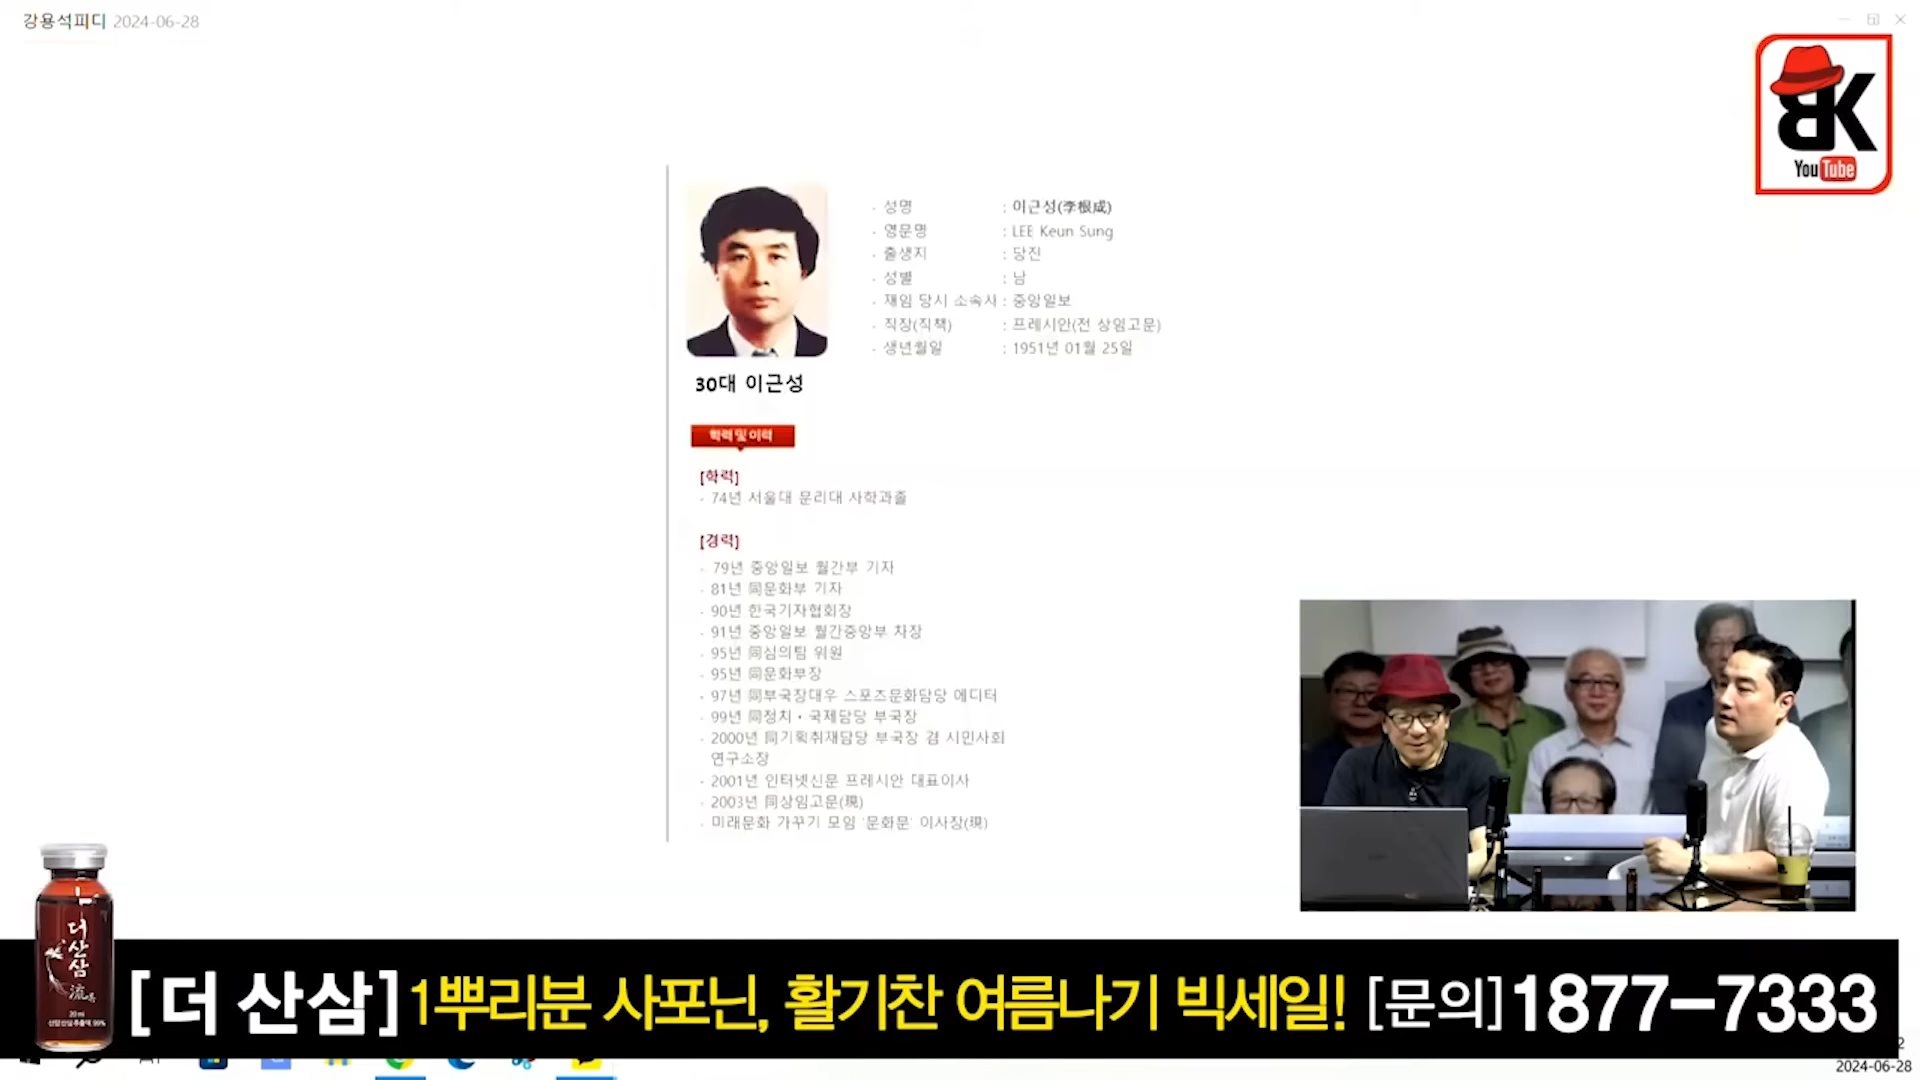 강용석피디 2024-06-28
BK
YouTube
· 성명 : 이근성(李根成)
· 영문명 : LEE Keun Sung
· 출생지 : 당진
· 성별 : 남
· 재임 당시 소속사 : 중앙일보
· 직장(직책) : 프레시안(전 상임고문)
· 생년월일 : 1951년 01월 25일
30대 이근성
학력 및 이력
[학력]
· 74년 서울대 문리대 사학과졸
[경력]
· 79년 중앙일보 월간부 기자
· 81년 同문화부 기자
· 90년 한국기자협회장
· 91년 중앙일보 월간중앙부 차장
· 95년 同심의팀 위원
· 95년 同문화부장
· 97년 同부국장대우 스포츠문화담당 에디터
· 99년 同정치·국제담당 부국장
· 2000년 同기획취재담당 부국장 겸 시민사회
연구소장
· 2001년 인터넷신문 프레시안 대표이사
· 2003년 同상임고문(現)
· 미래문화 가꾸기 모임 '문화문' 이사장(現)
더산삼
流
20 ml
[더 산삼] 1뿌리분 사포닌, 활기찬 여름나기 빅세일! [문의]1877-7333
2024-06-28